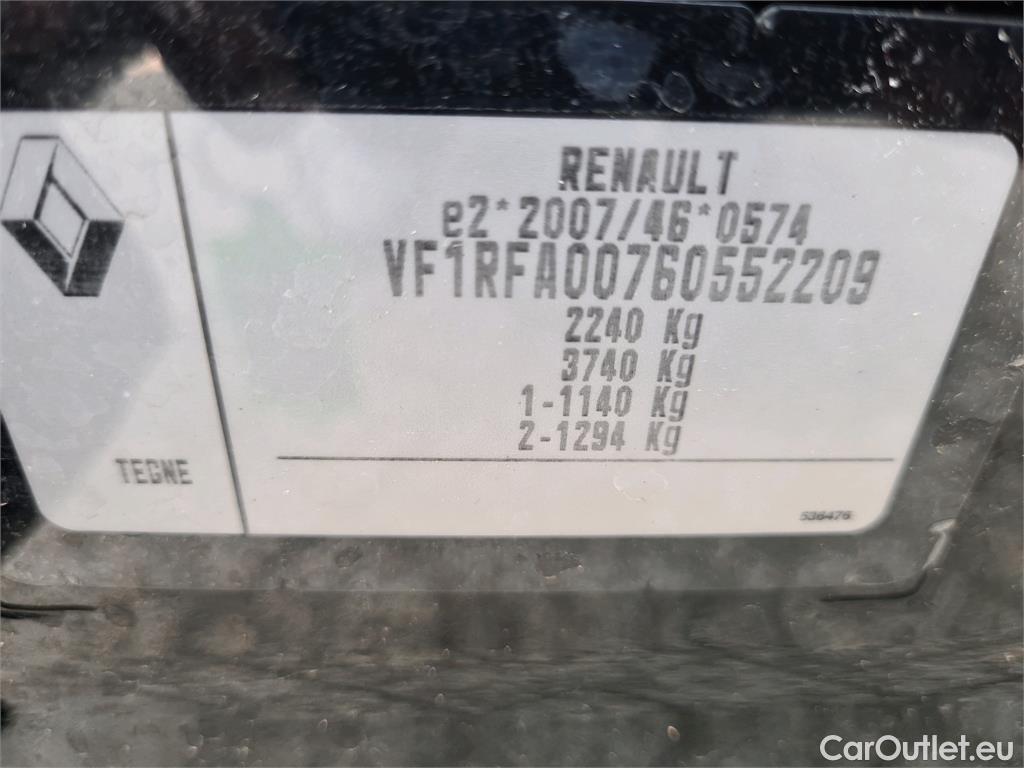 RENAULT
e2*2007/46*0574
VF1RFA00760552209
2240 Kg
3740 Kg
1-1140 Kg
2-1294 Kg
TEGNE
536476
CarOutlet.eu